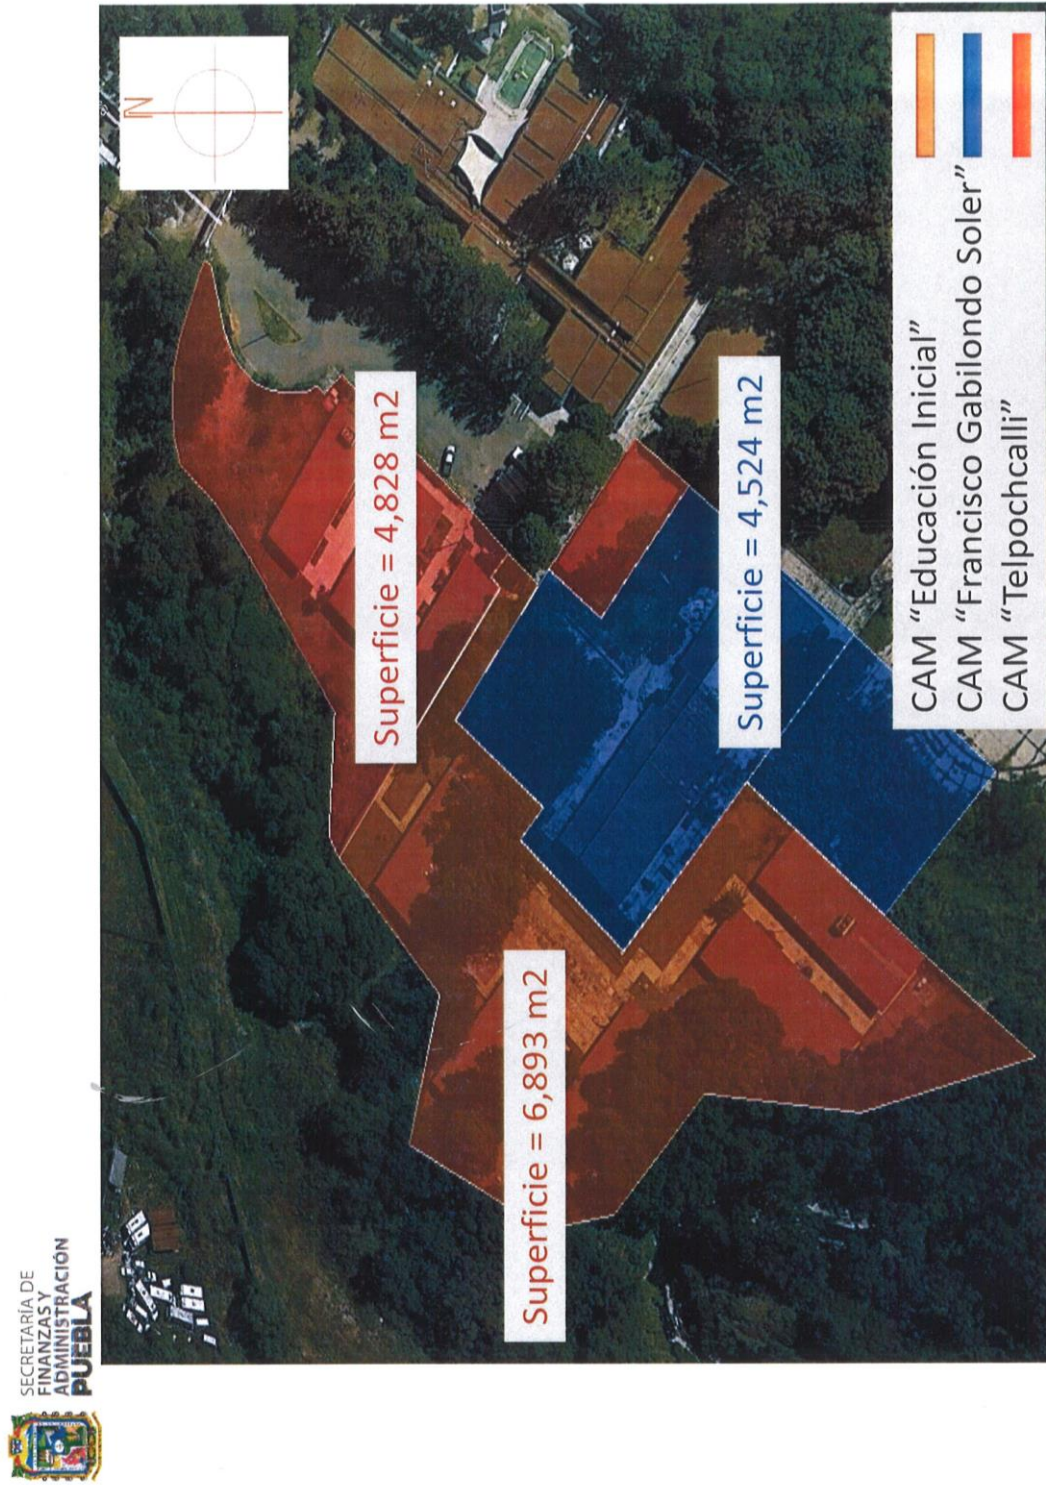 SECRETARÍA DE
FINANZAS Y
ADMINISTRACIÓN
PUEBLA
N
Superficie = 4,828 m2
Superficie = 6,893 m2
Superficie = 4,524 m2
CAM “Educación Inicial”
CAM “Francisco Gabilondo Soler”
CAM “Telpochcalli”